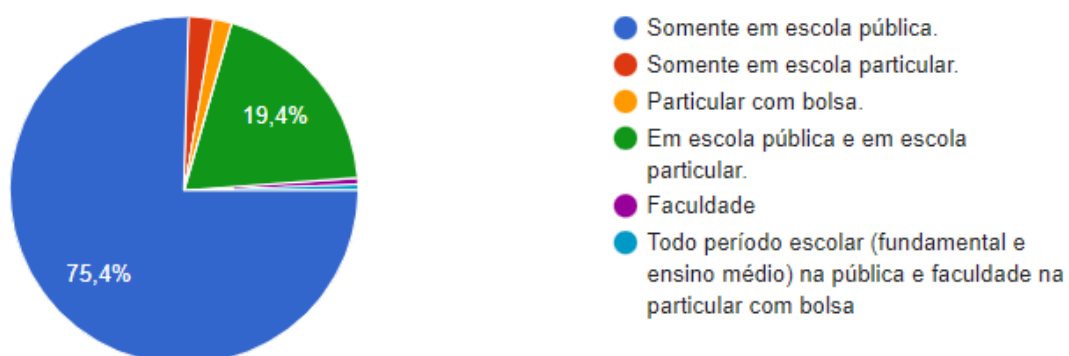 Somente em escola pública.
Somente em escola particular.
Particular com bolsa.
Em escola pública e em escola
particular.
Faculdade
Todo período escolar (fundamental e
ensino médio) na pública e faculdade na
particular com bolsa
19,4%
75,4%